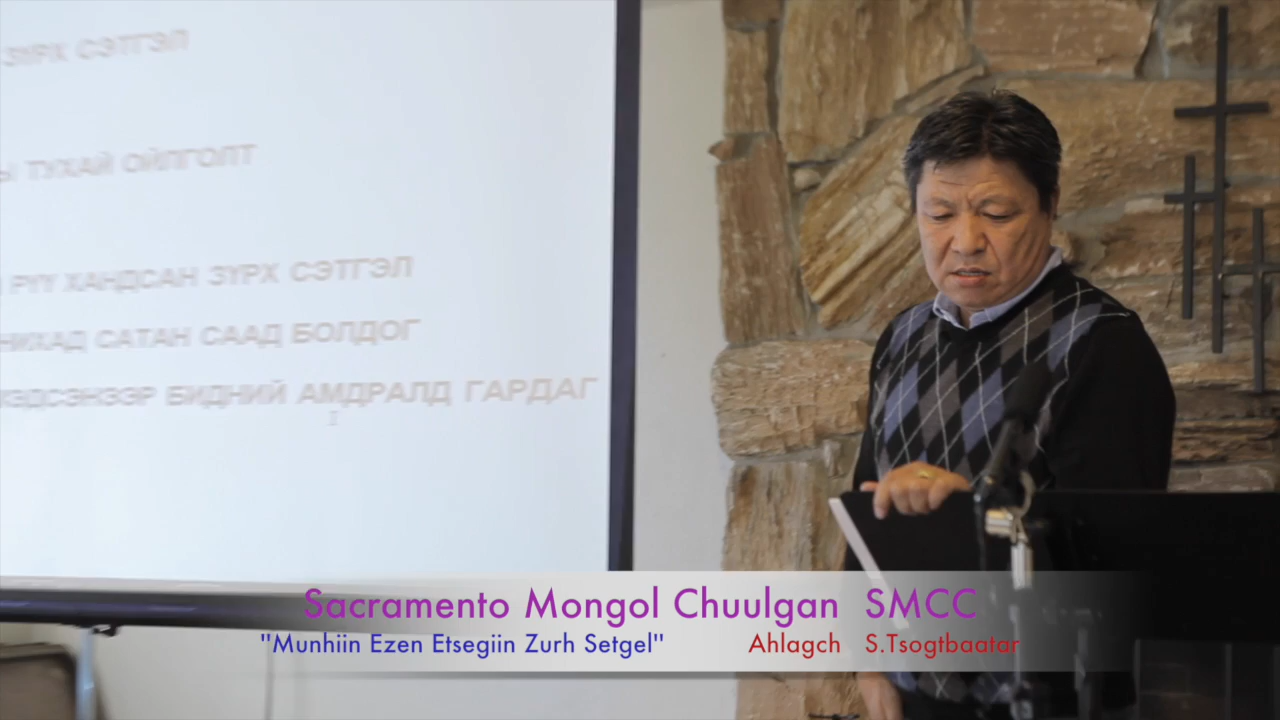 ЗҮРХ СЭТГЭЛ
ТУХАЙ ОЙЛГОЛТ
РҮҮ ХАНДСАН ЗҮРХ СЭТГЭЛ
САТАН СААД БОЛДОГ
БИДНИЙ АМДРАЛД ГАРДАГ
Sacramento Mongol Chuulgan SMCC
"Munhiin Ezen Etsegiin Zurh Setgel" Ahlagch S.Tsogtbaatar